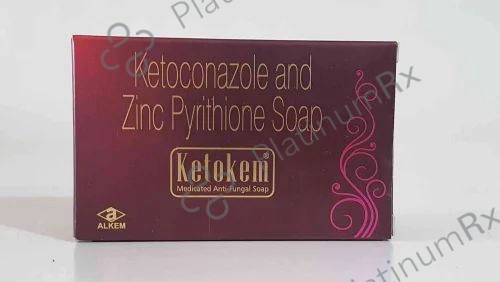 Ketoconazole and
Zinc Pyrithione Soap
Ketokem®
Medicated Anti-Fungal Soap
ALKEM
PlatinumRx
PlatinumRx
PlatinumRx